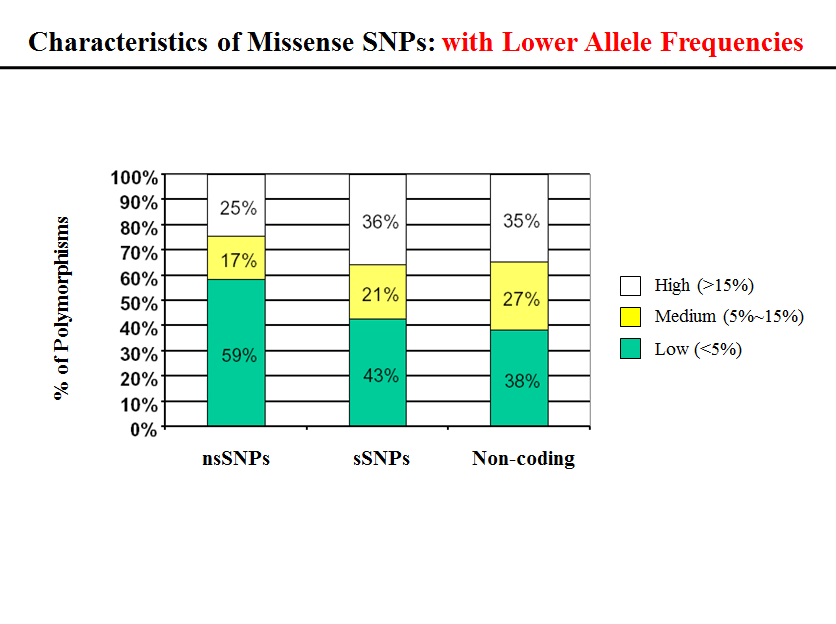 Characteristics of Missense SNPs: with Lower Allele Frequencies
% of Polymorphisms
100%
90%
80%
70%
60%
50%
40%
30%
20%
10%
0%
25%
17%
59%
36%
21%
43%
35%
27%
38%
nsSNPs
sSNPs
Non-coding
High (>15%)
Medium (5%~15%)
Low (<5%)